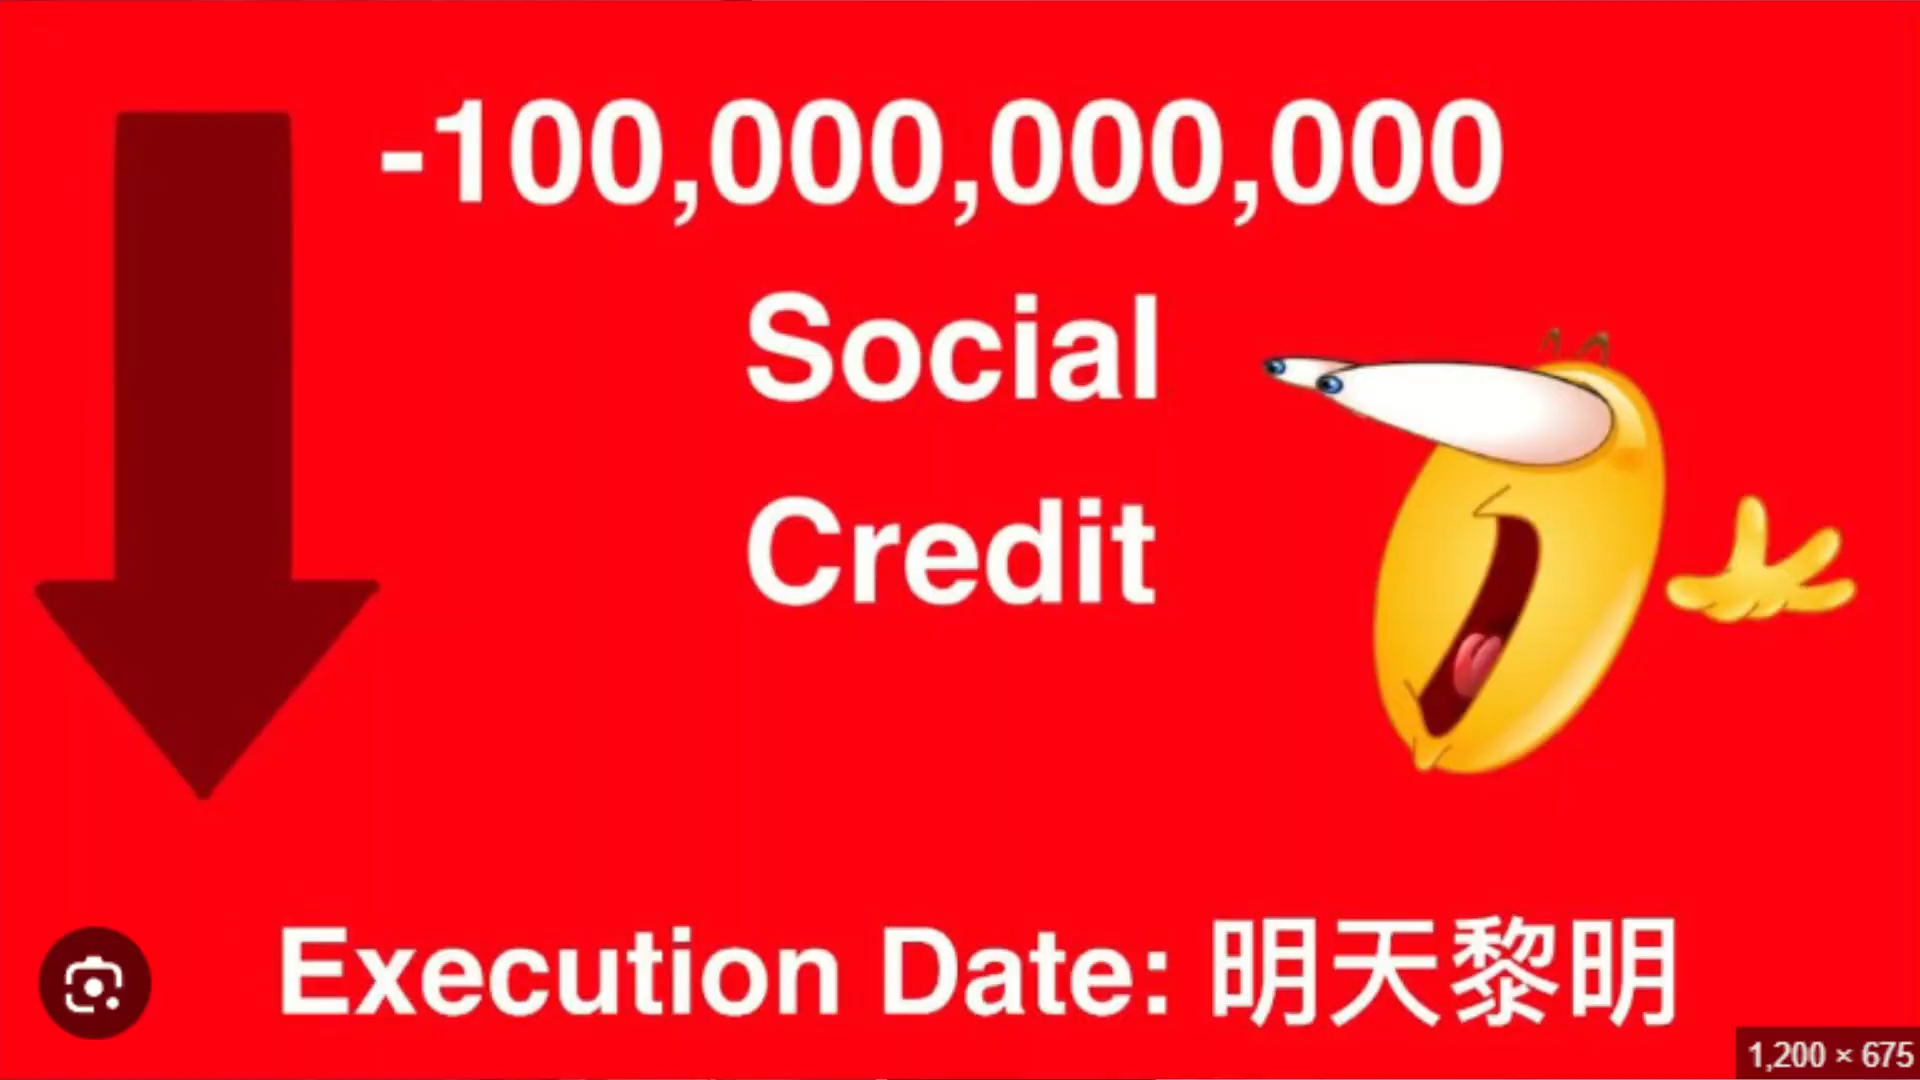 -100,000,000,000
Social
Credit
Execution Date: 明天黎明
1,200 × 675